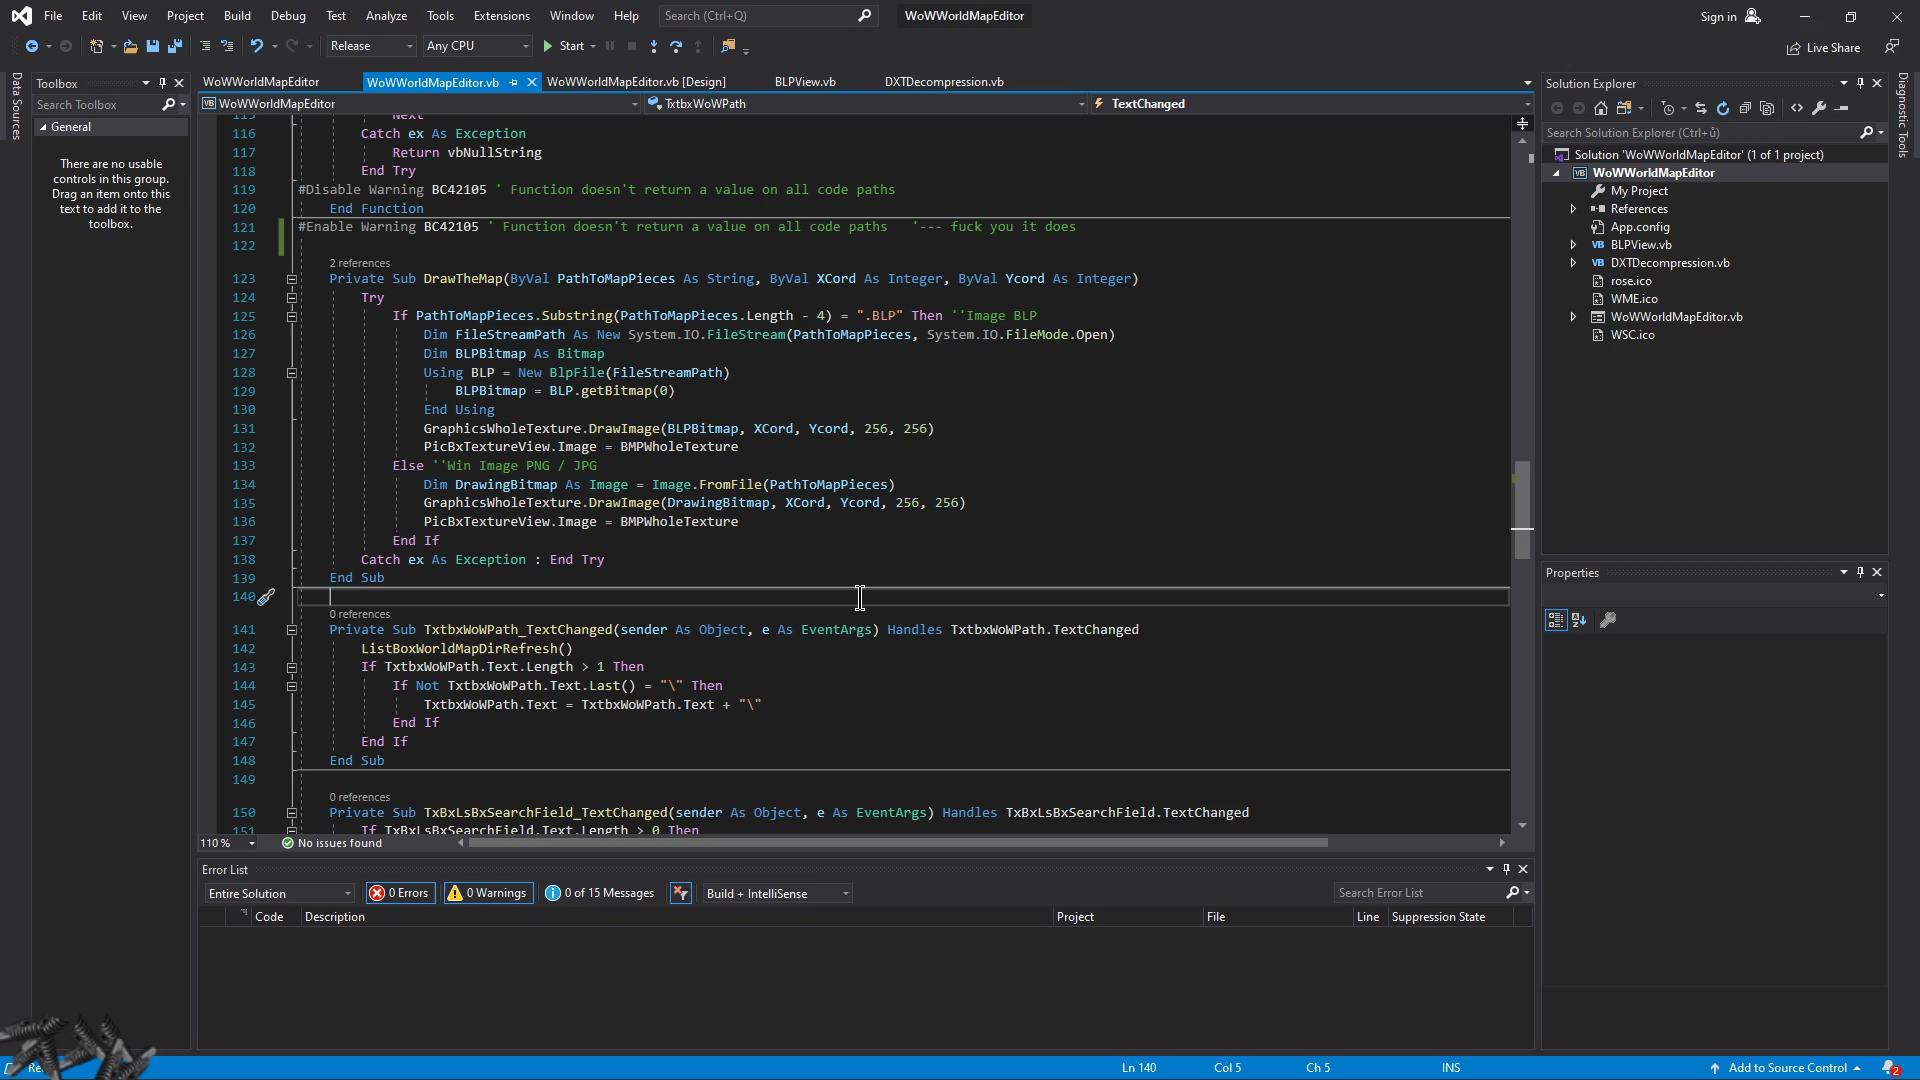 File Edit View Project Build Debug Test Analyze Tools Extensions Window Help Search (Ctrl+Q) WoWWorldMapEditor Sign in
Release Any CPU Start Live Share
Data Sources
Toolbox
Search Toolbox
General
There are no usable
controls in this group.
Drag an item onto this
text to add it to the
toolbox.
WoWWorldMapEditor WoWWorldMapEditor.vb WoWWorldMapEditor.vb [Design] BLPView.vb DXTDecompression.vb
WoWWorldMapEditor TxtbxWoWPath TextChanged
115 Next
116 Catch ex As Exception
117 Return vbNullString
118 End Try
119 #Disable Warning BC42105 ' Function doesn't return a value on all code paths
120 End Function
121 #Enable Warning BC42105 ' Function doesn't return a value on all code paths '--- fuck you it does
122
2 references
123 Private Sub DrawTheMap(ByVal PathToMapPieces As String, ByVal XCord As Integer, ByVal Ycord As Integer)
124 Try
125 If PathToMapPieces.Substring(PathToMapPieces.Length - 4) = ".BLP" Then ''Image BLP
126 Dim FileStreamPath As New System.IO.FileStream(PathToMapPieces, System.IO.FileMode.Open)
127 Dim BLPBitmap As Bitmap
128 Using BLP = New BlpFile(FileStreamPath)
129 BLPBitmap = BLP.getBitmap(0)
130 End Using
131 GraphicsWholeTexture.DrawImage(BLPBitmap, XCord, Ycord, 256, 256)
132 PicBxTextureView.Image = BMPWholeTexture
133 Else ''Win Image PNG / JPG
134 Dim DrawingBitmap As Image = Image.FromFile(PathToMapPieces)
135 GraphicsWholeTexture.DrawImage(DrawingBitmap, XCord, Ycord, 256, 256)
136 PicBxTextureView.Image = BMPWholeTexture
137 End If
138 Catch ex As Exception : End Try
139 End Sub
140
0 references
141 Private Sub TxtbxWoWPath_TextChanged(sender As Object, e As EventArgs) Handles TxtbxWoWPath.TextChanged
142 ListBoxWorldMapDirRefresh()
143 If TxtbxWoWPath.Text.Length > 1 Then
144 If Not TxtbxWoWPath.Text.Last() = "\" Then
145 TxtbxWoWPath.Text = TxtbxWoWPath.Text + "\"
146 End If
147 End If
148 End Sub
149
0 references
150 Private Sub TxBxLsBxSearchField_TextChanged(sender As Object, e As EventArgs) Handles TxBxLsBxSearchField.TextChanged
151 If TxBxLsBxSearchField.Text.Length > 0 Then
110 % No issues found
Error List
Entire Solution 0 Errors 0 Warnings 0 of 15 Messages Build + IntelliSense Search Error List
Code Description Project File Line Suppression State
Solution Explorer
Search Solution Explorer (Ctrl+ů)
Solution 'WoWWorldMapEditor' (1 of 1 project)
WoWWorldMapEditor
My Project
References
App.config
VB BLPView.vb
VB DXTDecompression.vb
rose.ico
WME.ico
WoWWorldMapEditor.vb
WSC.ico
Properties
Diagnostic Tools
Ln 140 Col 5 Ch 5 INS Add to Source Control 2